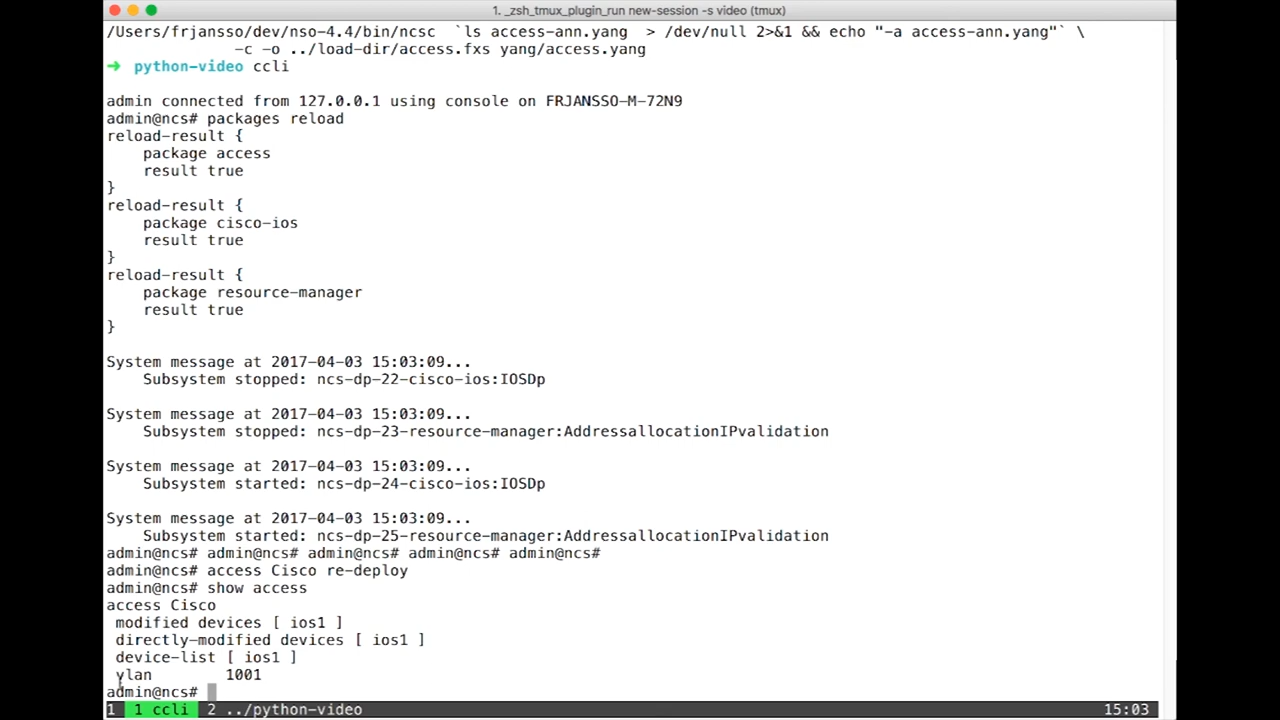 1. _zsh_tmux_plugin_run new-session -s video (tmux)
/Users/frjansso/dev/nso-4.4/bin/ncsc  `ls access-ann.yang  > /dev/null 2>&1 && echo "-a access-ann.yang"` \
              -c -o ../load-dir/access.fxs yang/access.yang
➜  python-video ccli

admin connected from 127.0.0.1 using console on FRJANSSO-M-72N9
admin@ncs# packages reload
reload-result {
    package access
    result true
}
reload-result {
    package cisco-ios
    result true
}
reload-result {
    package resource-manager
    result true
}

System message at 2017-04-03 15:03:09...
    Subsystem stopped: ncs-dp-22-cisco-ios:IOSDp

System message at 2017-04-03 15:03:09...
    Subsystem stopped: ncs-dp-23-resource-manager:AddressallocationIPvalidation

System message at 2017-04-03 15:03:09...
    Subsystem started: ncs-dp-24-cisco-ios:IOSDp

System message at 2017-04-03 15:03:09...
    Subsystem started: ncs-dp-25-resource-manager:AddressallocationIPvalidation
admin@ncs# admin@ncs# admin@ncs# admin@ncs# admin@ncs#
admin@ncs# access Cisco re-deploy
admin@ncs# show access
access Cisco
 modified devices [ ios1 ]
 directly-modified devices [ ios1 ]
 device-list [ ios1 ]
 vlan        1001
admin@ncs#
1  1 ccli  2 ../python-video 15:03